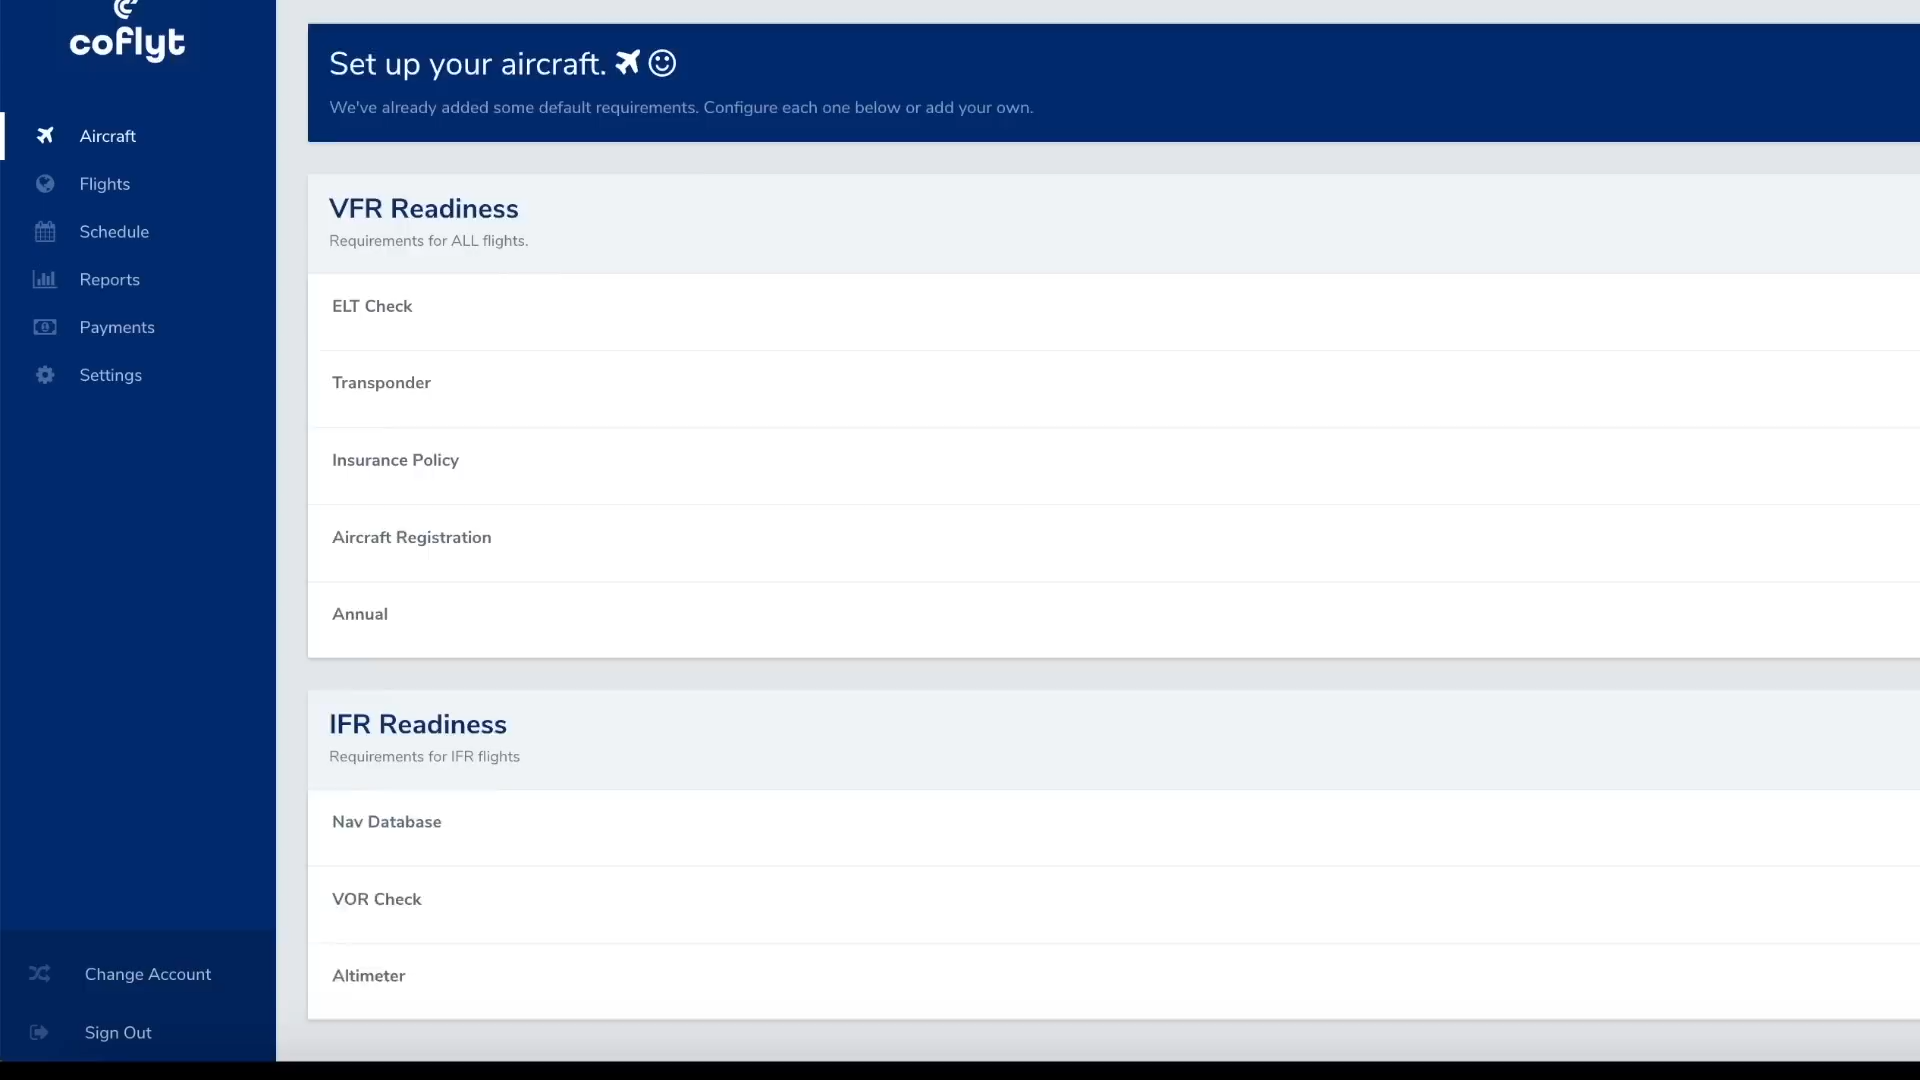 coflyt
Aircraft
Flights
Schedule
Reports
Payments
Settings
Change Account
Sign Out
Set up your aircraft.
We've already added some default requirements. Configure each one below or add your own.
VFR Readiness
Requirements for ALL flights.
ELT Check
Transponder
Insurance Policy
Aircraft Registration
Annual
IFR Readiness
Requirements for IFR flights
Nav Database
VOR Check
Altimeter